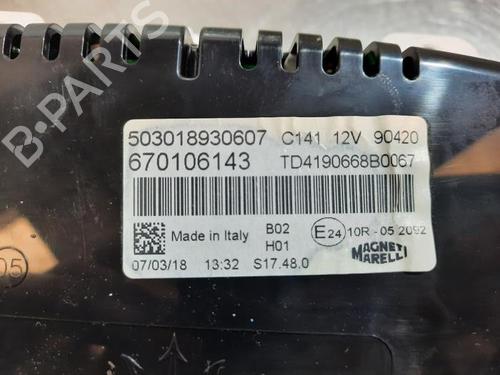 503018930607 C141 12V 90420
670106143 TD4190668B0067
Made in Italy B02 E24 10R - 05 2092
H01
07/03/18 13:32 S17.48.0 MAGNETI MARELLI
05
B-PARTS